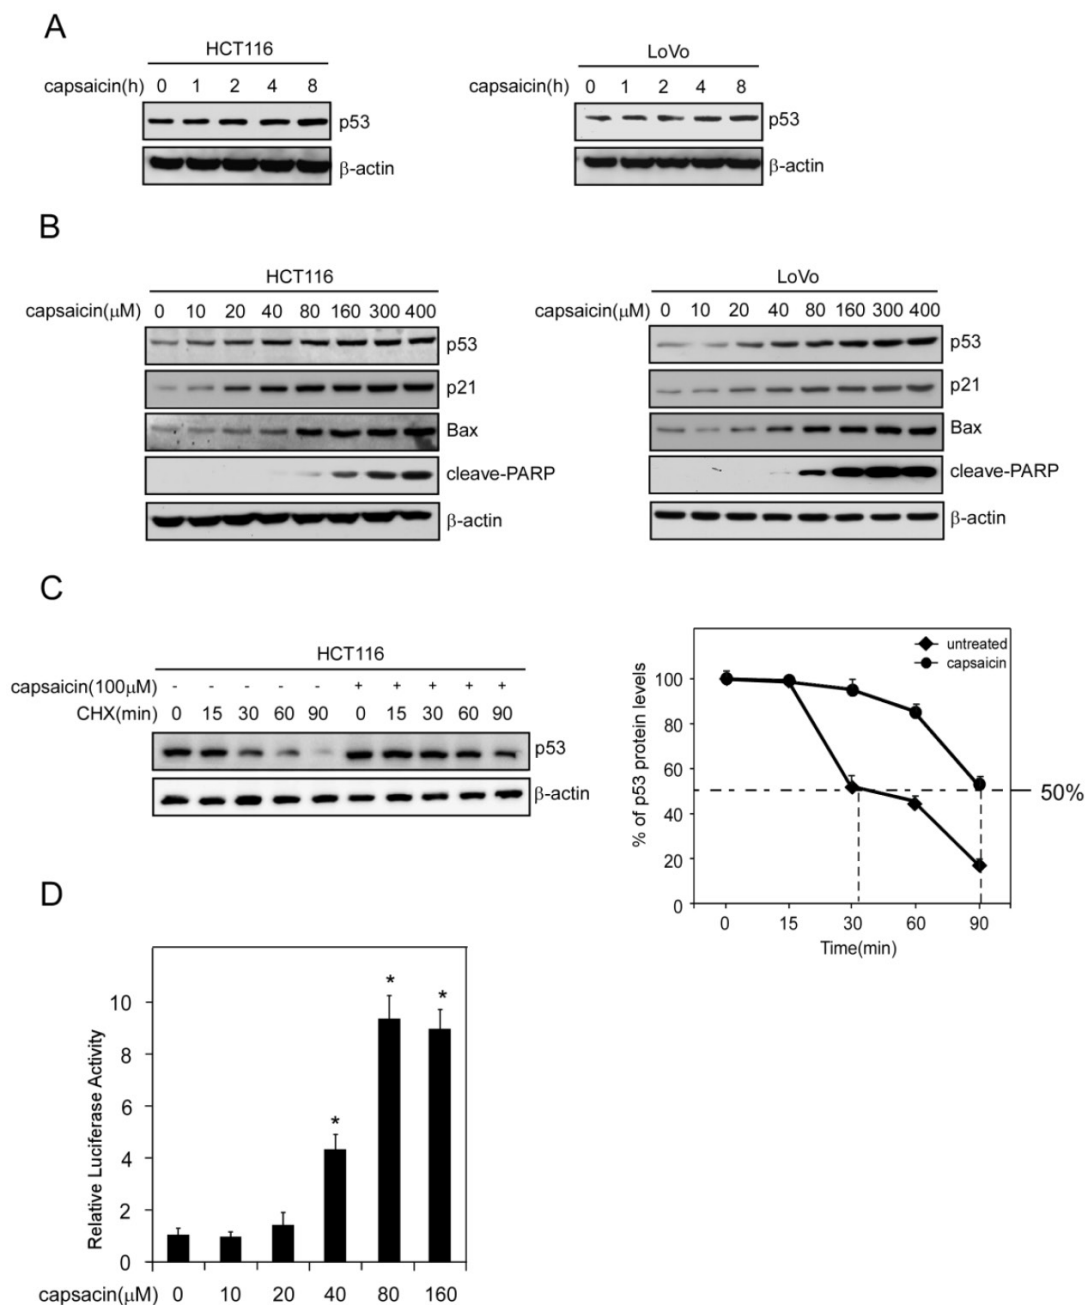 A
HCT116
capsaicin(h) 0 1 2 4 8
p53
β-actin
LoVo
capsaicin(h) 0 1 2 4 8
p53
β-actin
B
HCT116
capsaicin(μM) 0 10 20 40 80 160 300 400
p53
p21
Bax
cleave-PARP
β-actin
LoVo
capsaicin(μM) 0 10 20 40 80 160 300 400
p53
p21
Bax
cleave-PARP
β-actin
C
HCT116
capsaicin(100μM) - - - - - + + + + +
CHX(min) 0 15 30 60 90 0 15 30 60 90
p53
β-actin
untreated
capsaicin
% of p53 protein levels
100
80
60
40
20
0
50%
0 15 30 60 90
Time(min)
D
Relative Luciferase Activity
10
8
6
4
2
0
* * *
capsacin(μM) 0 10 20 40 80 160